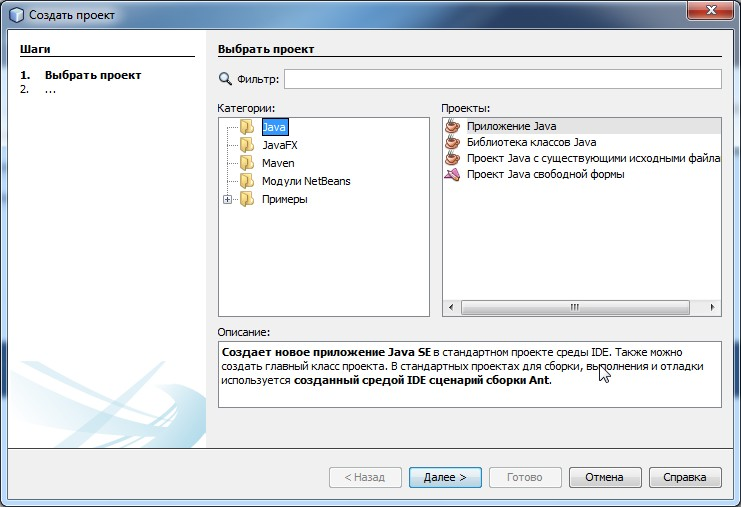 Создать проект
Шаги
1. Выбрать проект
2. ...
Выбрать проект
Фильтр:
Категории:
Java
JavaFX
Maven
Модули NetBeans
Примеры
Проекты:
Приложение Java
Библиотека классов Java
Проект Java с существующими исходными файла
Проект Java свободной формы
Описание:
Создает новое приложение Java SE в стандартном проекте среды IDE. Также можно
создать главный класс проекта. В стандартных проектах для сборки, выполнения и отладки
используется созданный средой IDE сценарий сборки Ant.
< Назад
Далее >
Готово
Отмена
Справка